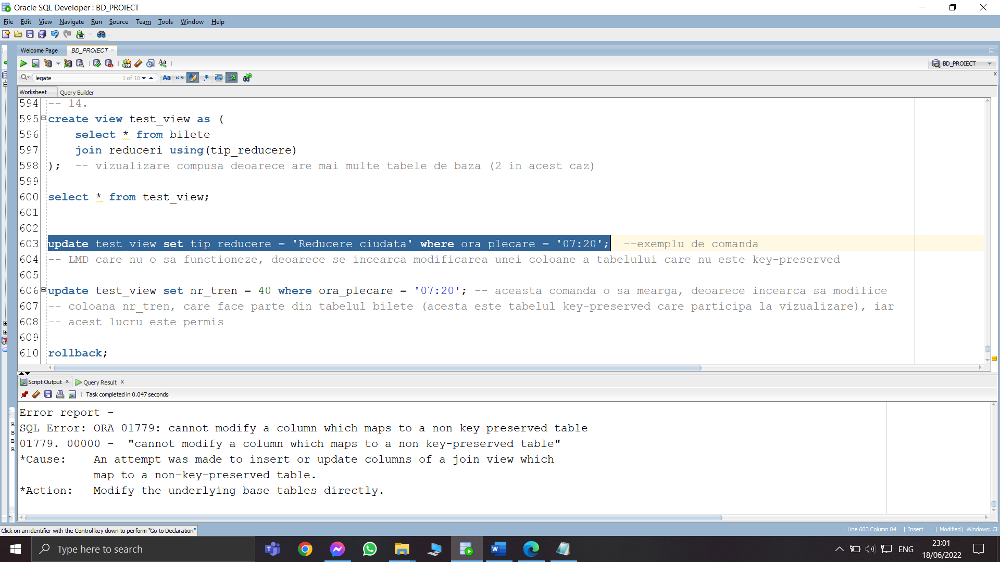 Oracle SQL Developer : BD_PROIECT
File Edit View Navigate Run Source Team Tools Window Help
Welcome Page BD_PROIECT
BD_PROIECT
legate 1 of 10
Worksheet Query Builder
594 -- 14.
595 create view test_view as (
596 select * from bilete
597 join reduceri using(tip_reducere)
598 ); -- vizualizare compusa deoarece are mai multe tabele de baza (2 in acest caz)
599
600 select * from test_view;
601
602
603 update test_view set tip_reducere = 'Reducere ciudata' where ora_plecare = '07:20'; --exemplu de comanda
604 -- LMD care nu o sa functioneze, deoarece se incearca modificarea unei coloane a tabelului care nu este key-preserved
605
606 update test_view set nr_tren = 40 where ora_plecare = '07:20'; -- aceasta comanda o sa mearga, deoarece incearca sa modifice
607 -- coloana nr_tren, care face parte din tabelul bilete (acesta este tabelul key-preserved care participa la vizualizare), iar
608 -- acest lucru este permis
609
610 rollback;
Script Output Query Result
Task completed in 0.047 seconds
Error report -
SQL Error: ORA-01779: cannot modify a column which maps to a non key-preserved table
01779. 00000 - "cannot modify a column which maps to a non key-preserved table"
*Cause: An attempt was made to insert or update columns of a join view which
map to a non-key-preserved table.
*Action: Modify the underlying base tables directly.
Click on an identifier with the Control key down to perform "Go to Declaration"
Line 603 Column 84 Insert Modified Windows:
Type here to search
ENG
23:01
18/06/2022